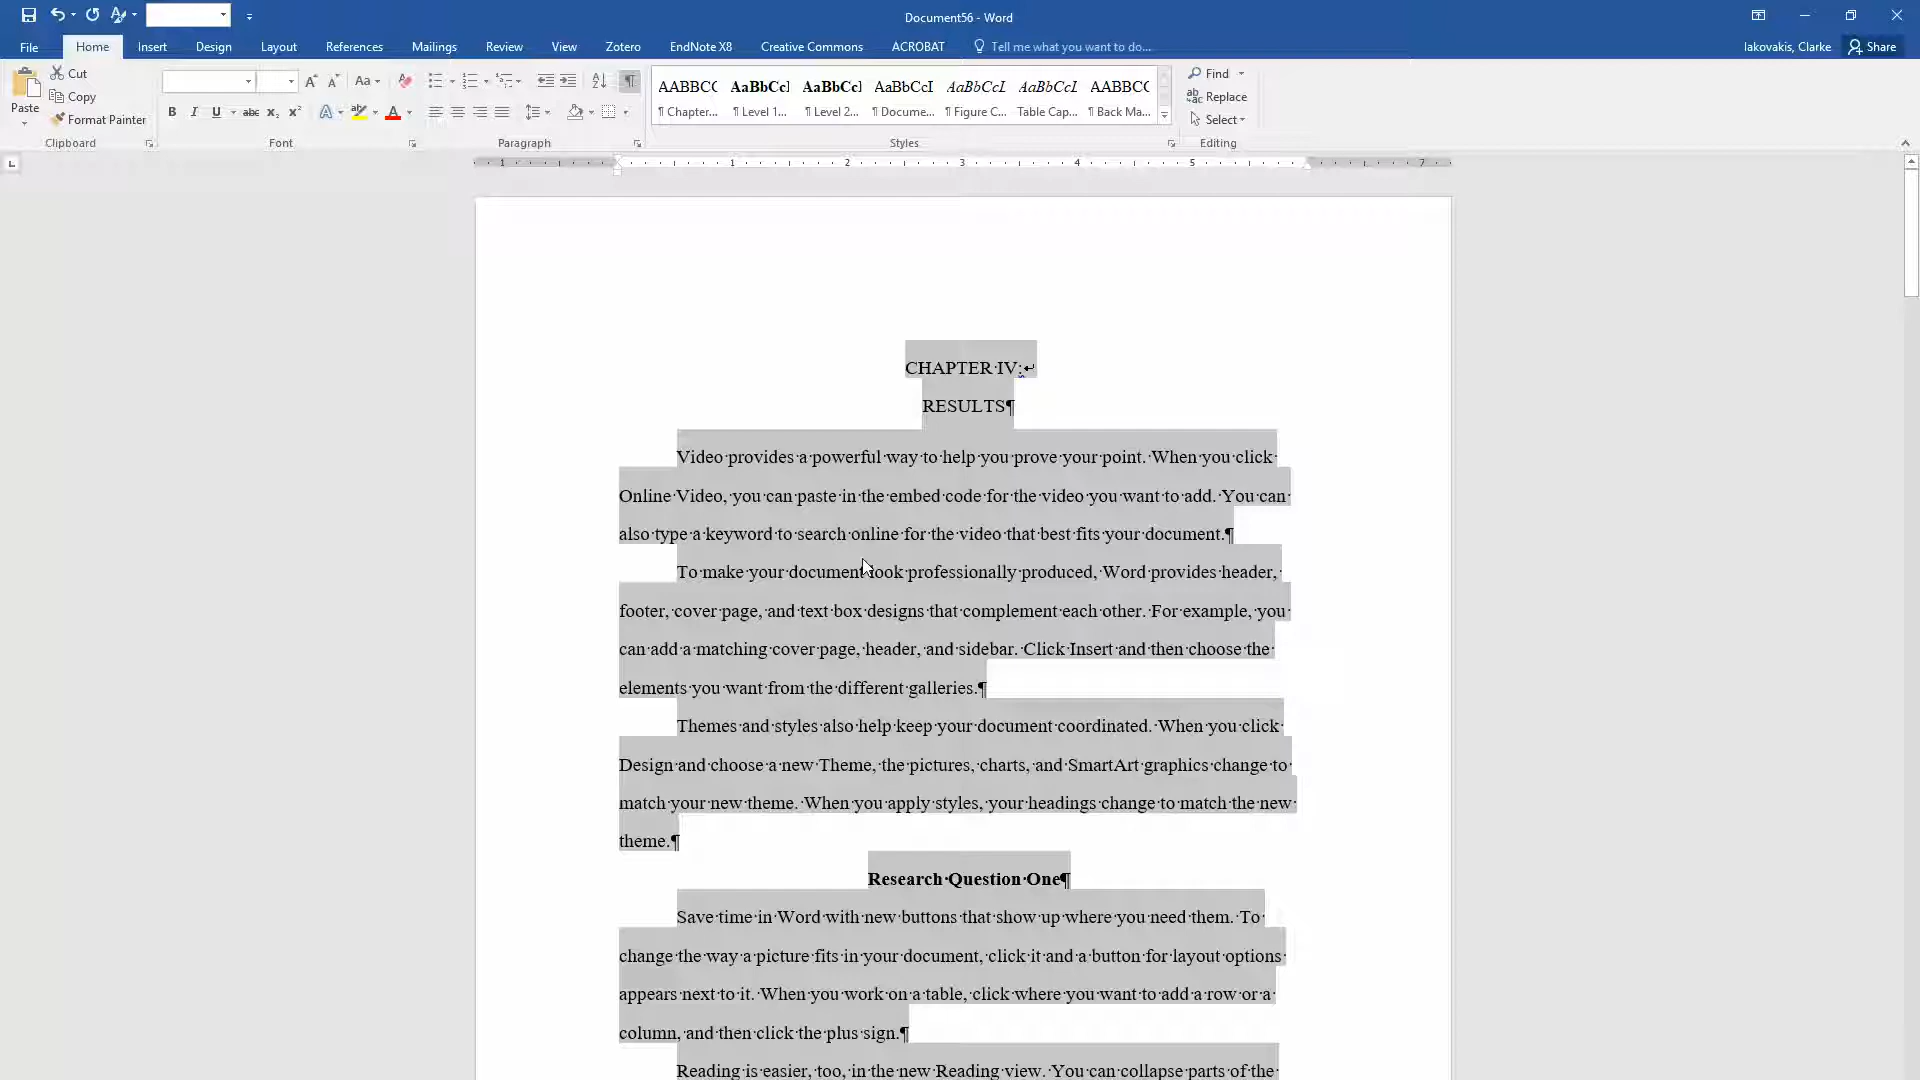 Document56 - Word
File Home Insert Design Layout References Mailings Review View Zotero EndNote X8 Creative Commons ACROBAT Tell me what you want to do... Iakovakis, Clarke Share
Paste
Cut
Copy
Format Painter
Clipboard
Aa
B I U abc X₂ X² A A
Font
Paragraph
AABBCC AaBbCcI AaBbCcI AaBbCcI AaBbCcL AaBbCcL AABBCC
¶ Chapter... ¶ Level 1... ¶ Level 2... ¶ Docume... ¶ Figure C... Table Cap... ¶ Back Ma...
Styles
Find
Replace
Select
Editing
1 1 2 3 4 5 7
CHAPTER·IV:↵
RESULTS¶
Video·provides·a·powerful·way·to·help·you·prove·your·point.·When·you·click·
Online·Video,·you·can·paste·in·the·embed·code·for·the·video·you·want·to·add.·You·can·
also·type·a·keyword·to·search·online·for·the·video·that·best·fits·your·document.¶
To·make·your·document·look·professionally·produced,·Word·provides·header,·
footer,·cover·page,·and·text·box·designs·that·complement·each·other.·For·example,·you·
can·add·a·matching·cover·page,·header,·and·sidebar.·Click·Insert·and·then·choose·the·
elements·you·want·from·the·different·galleries.¶
Themes·and·styles·also·help·keep·your·document·coordinated.·When·you·click·
Design·and·choose·a·new·Theme,·the·pictures,·charts,·and·SmartArt·graphics·change·to·
match·your·new·theme.·When·you·apply·styles,·your·headings·change·to·match·the·new·
theme.¶
Research·Question·One¶
Save·time·in·Word·with·new·buttons·that·show·up·where·you·need·them.·To·
change·the·way·a·picture·fits·in·your·document,·click·it·and·a·button·for·layout·options·
appears·next·to·it.·When·you·work·on·a·table,·click·where·you·want·to·add·a·row·or·a·
column,·and·then·click·the·plus·sign.¶
Reading·is·easier,·too,·in·the·new·Reading·view.·You·can·collapse·parts·of·the·